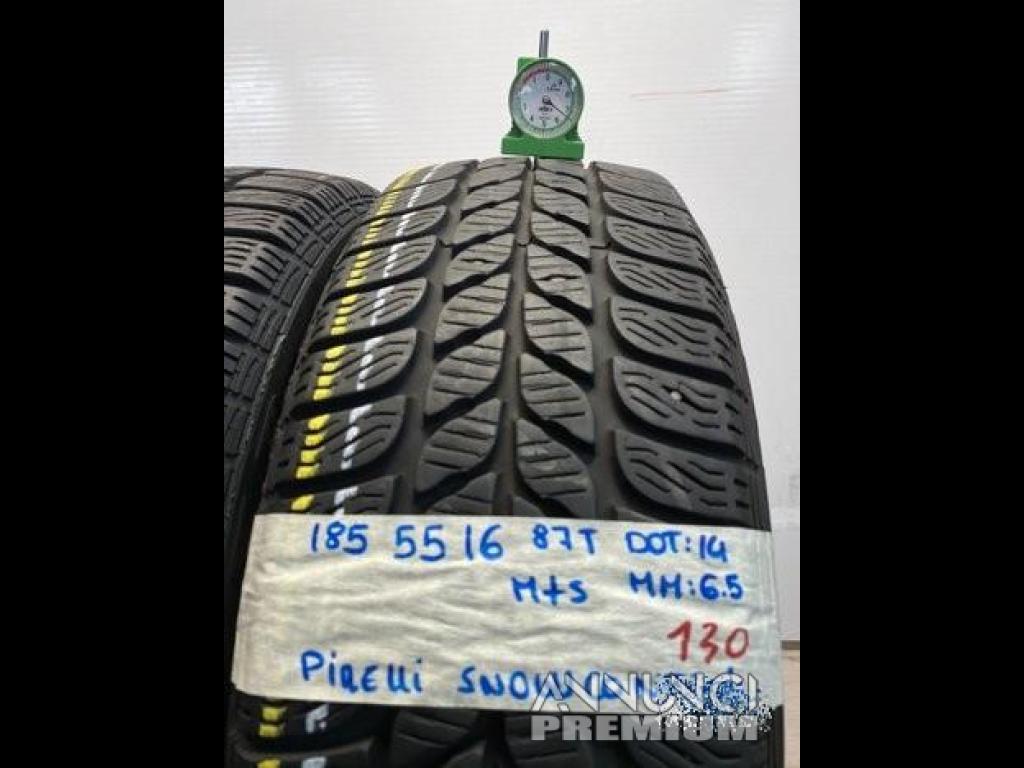 185 55 16 87T DOT:14
M+S MM:6.5
130
PIRELLI
ANNUNCI
PREMIUM